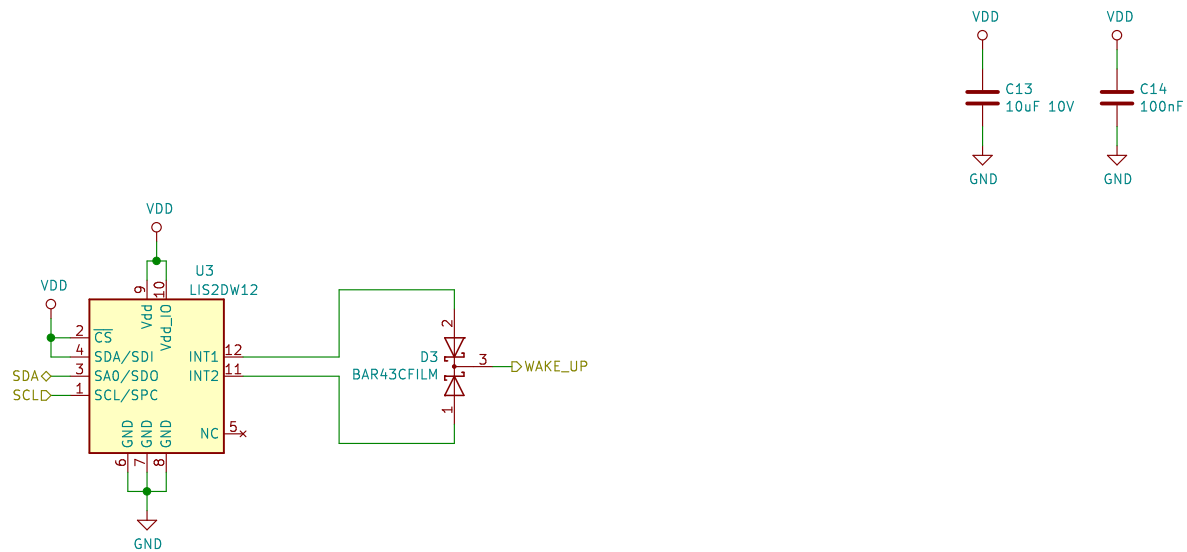 VDD
VDD
C13
10uF 10V
C14
100nF
GND
GND
VDD
VDD
U3
LIS2DW12
9
10
Vdd
Vdd_IO
2
CS
4
SDA/SDI
SDA
3
SA0/SDO
SCL
1
SCL/SPC
INT1
12
INT2
11
NC
5
GND
GND
GND
6
7
8
GND
2
D3
BAR43CFILM
3
WAKE_UP
1